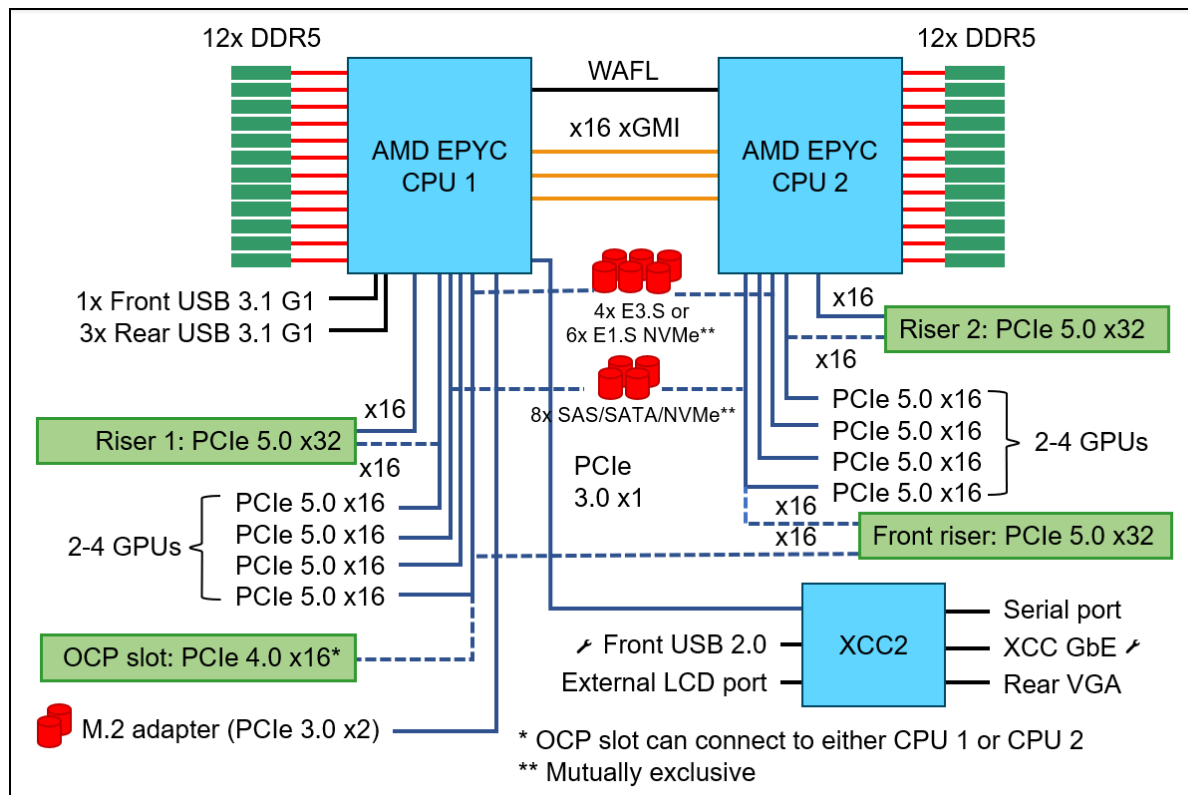 12x DDR5
12x DDR5
WAFL
x16 xGMI
AMD EPYC
CPU 1
AMD EPYC
CPU 2
1x Front USB 3.1 G1
3x Rear USB 3.1 G1
4x E3.S or
6x E1.S NVMe**
8x SAS/SATA/NVMe**
x16
Riser 2: PCIe 5.0 x32
x16
x16
Riser 1: PCIe 5.0 x32
x16
PCIe
3.0 x1
PCIe 5.0 x16
PCIe 5.0 x16
PCIe 5.0 x16
PCIe 5.0 x16
2-4 GPUs
PCIe 5.0 x16
PCIe 5.0 x16
PCIe 5.0 x16
PCIe 5.0 x16
2-4 GPUs
x16
x16
Front riser: PCIe 5.0 x32
OCP slot: PCIe 4.0 x16*
M.2 adapter (PCIe 3.0 x2)
XCC2
Front USB 2.0
External LCD port
Serial port
XCC GbE
Rear VGA
* OCP slot can connect to either CPU 1 or CPU 2
** Mutually exclusive